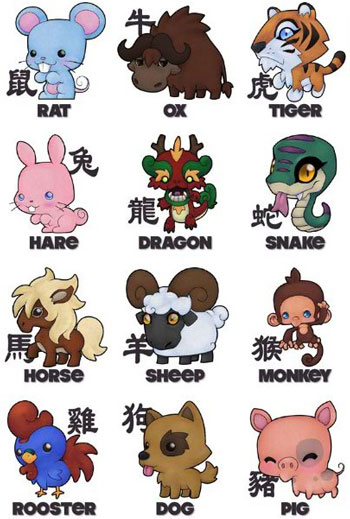 鼠
RAT
牛
OX
虎
TIGER
兔
HARE
龍
DRAGON
蛇
SNAKE
馬
HORSE
羊
SHEEP
猴
MONKEY
雞
ROOSTER
狗
DOG
豬
PIG